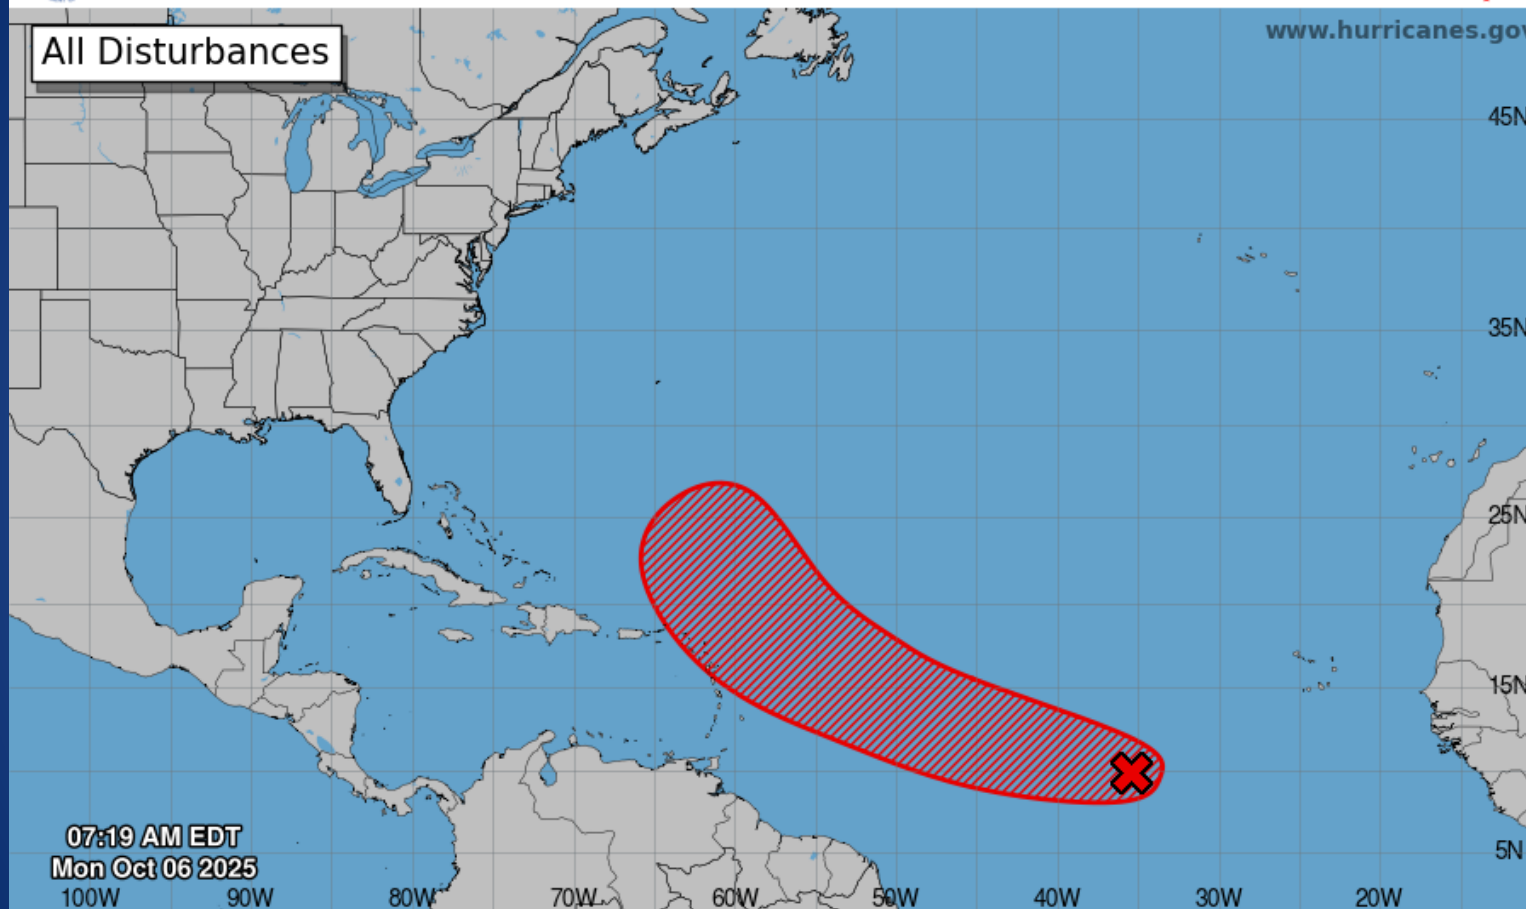 All Disturbances
www.hurricanes.gov
45N
35N
25N
15N
5N
07:19 AM EDT
Mon Oct 06 2025
100W 90W 80W 70W 60W 50W 40W 30W 20W